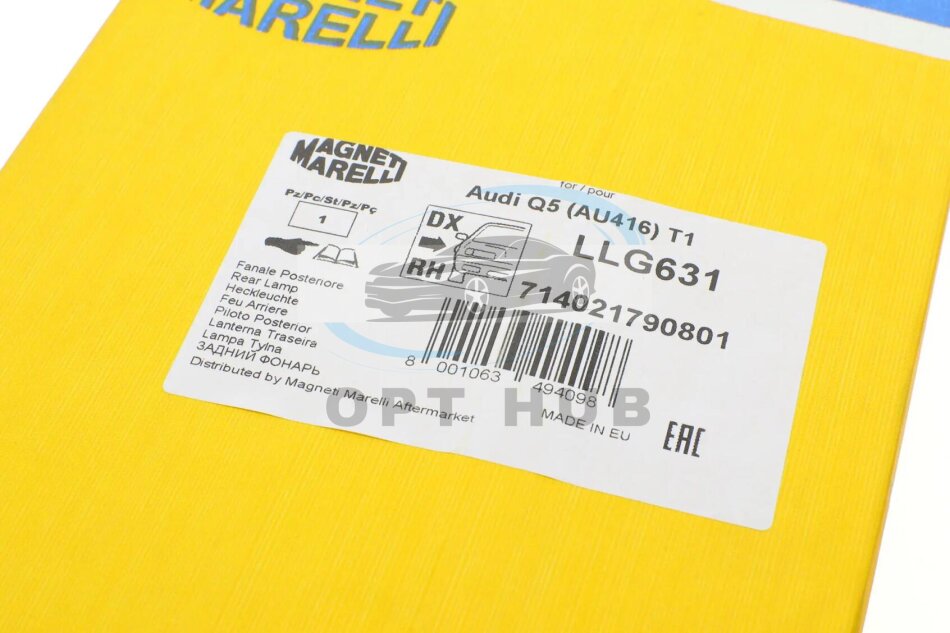 MAGNETI
MARELLI
MAGNETI
MARELLI
for / pour
Audi Q5 (AU416) T1
Pz/Pc/St/Pz/Pç
1
DX
RH
LLG631
714021790801
Fanale Posteriore
Rear Lamp
Heckleuchte
Feu Arriere
Piloto Posterior
Lanterna Traseira
Lampa Tylna
ЗАДНИЙ ФОНАРЬ
Distributed by Magneti Marelli Aftermarket
8 001063 494098
MADE IN EU
EAC
OPT HUB